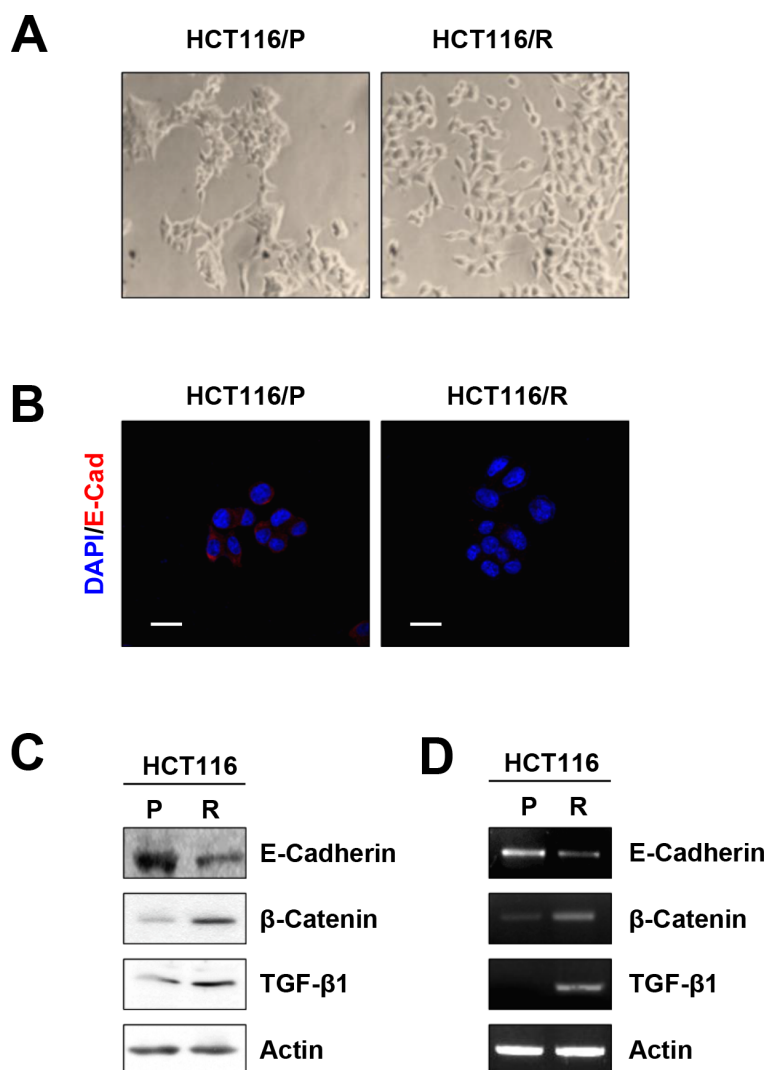 A
HCT116/P HCT116/R
B
HCT116/P HCT116/R
DAPI/E-Cad
C
HCT116
P R
E-Cadherin
β-Catenin
TGF-β1
Actin
D
HCT116
P R
E-Cadherin
β-Catenin
TGF-β1
Actin